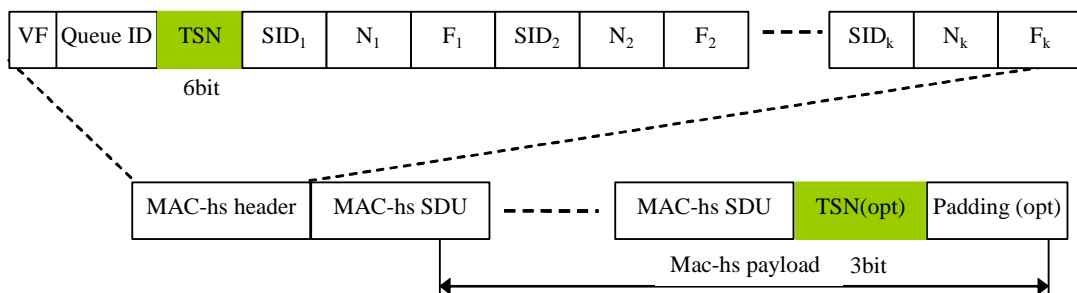 VF Queue ID TSN SID₁ N₁ F₁ SID₂ N₂ F₂ SIDₖ Nₖ Fₖ
6bit
MAC-hs header MAC-hs SDU MAC-hs SDU TSN(opt) Padding (opt)
Mac-hs payload 3bit